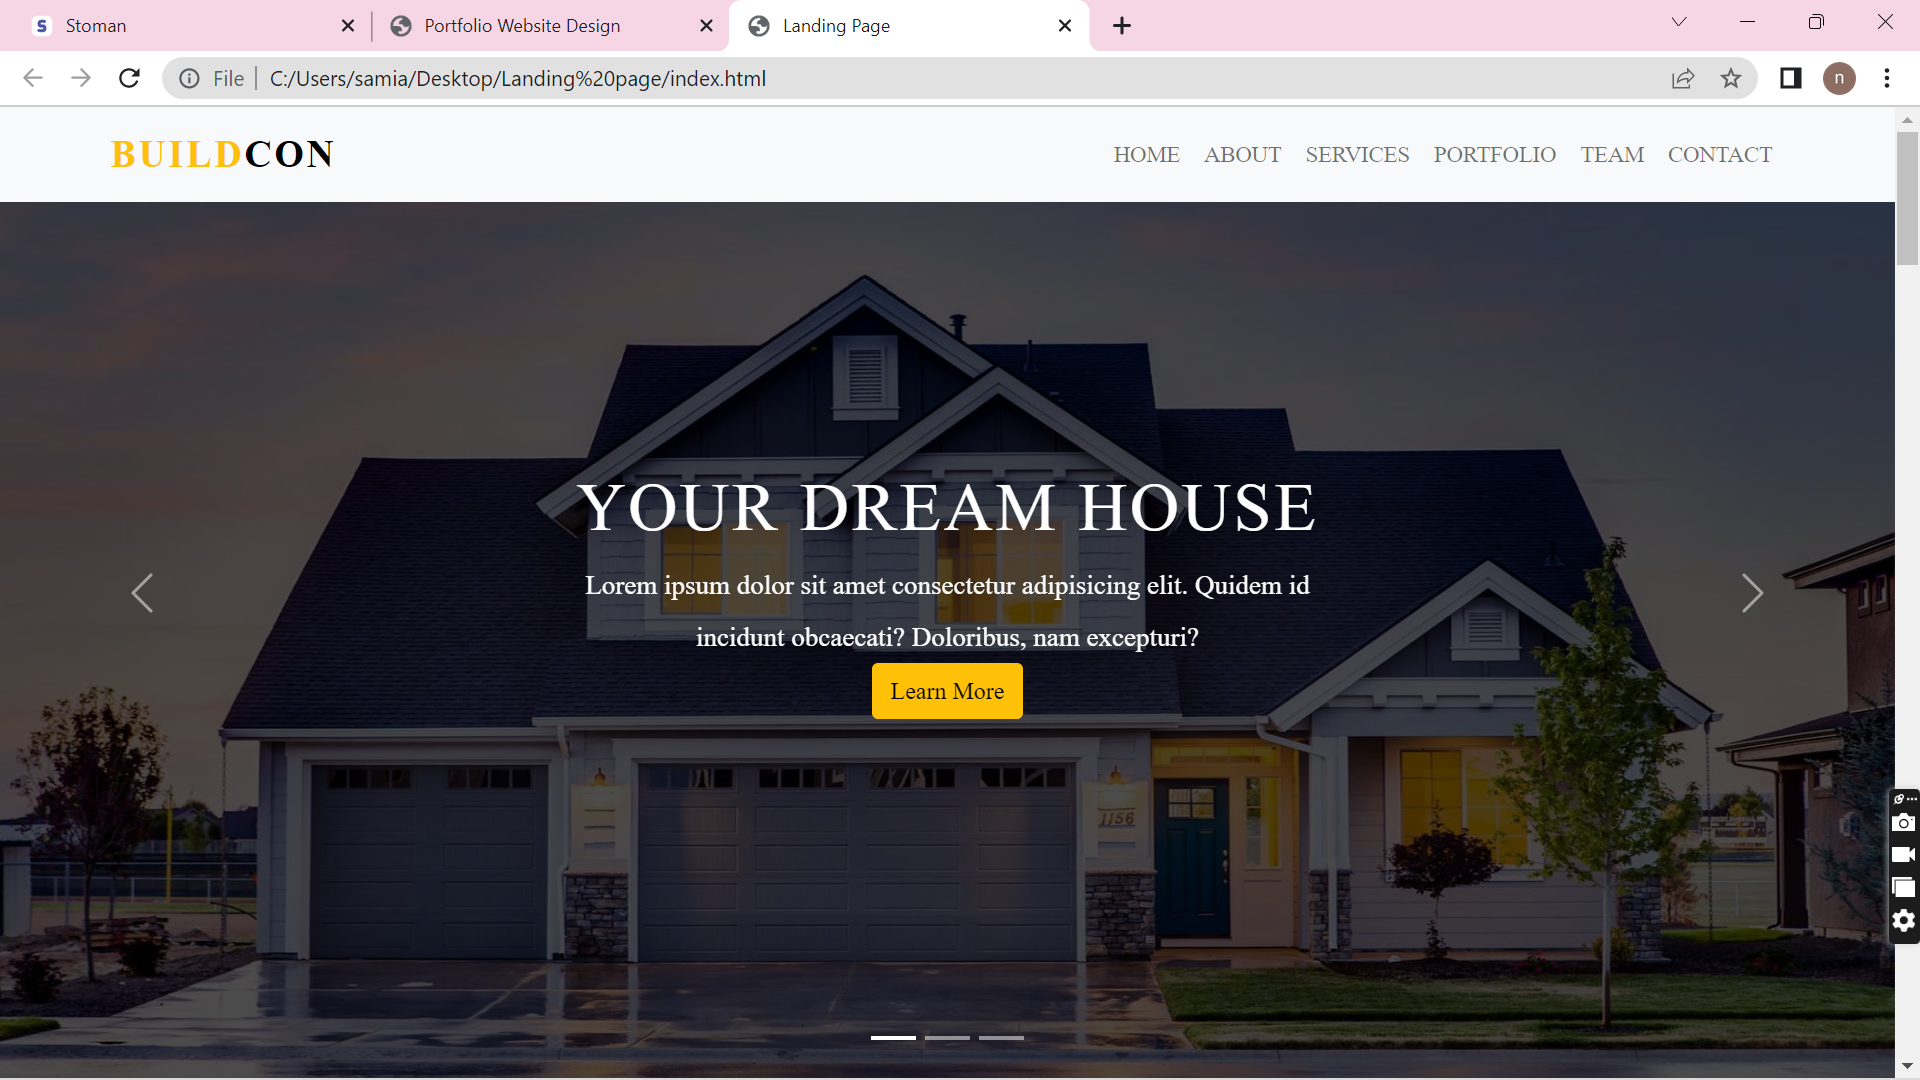 Stoman
Portfolio Website Design
Landing Page
File
C:/Users/samia/Desktop/Landing%20page/index.html
n
BUILDCON
HOME ABOUT SERVICES PORTFOLIO TEAM CONTACT
YOUR DREAM HOUSE
Lorem ipsum dolor sit amet consectetur adipisicing elit. Quidem id
incidunt obcaecati? Doloribus, nam excepturi?
Learn More
1156